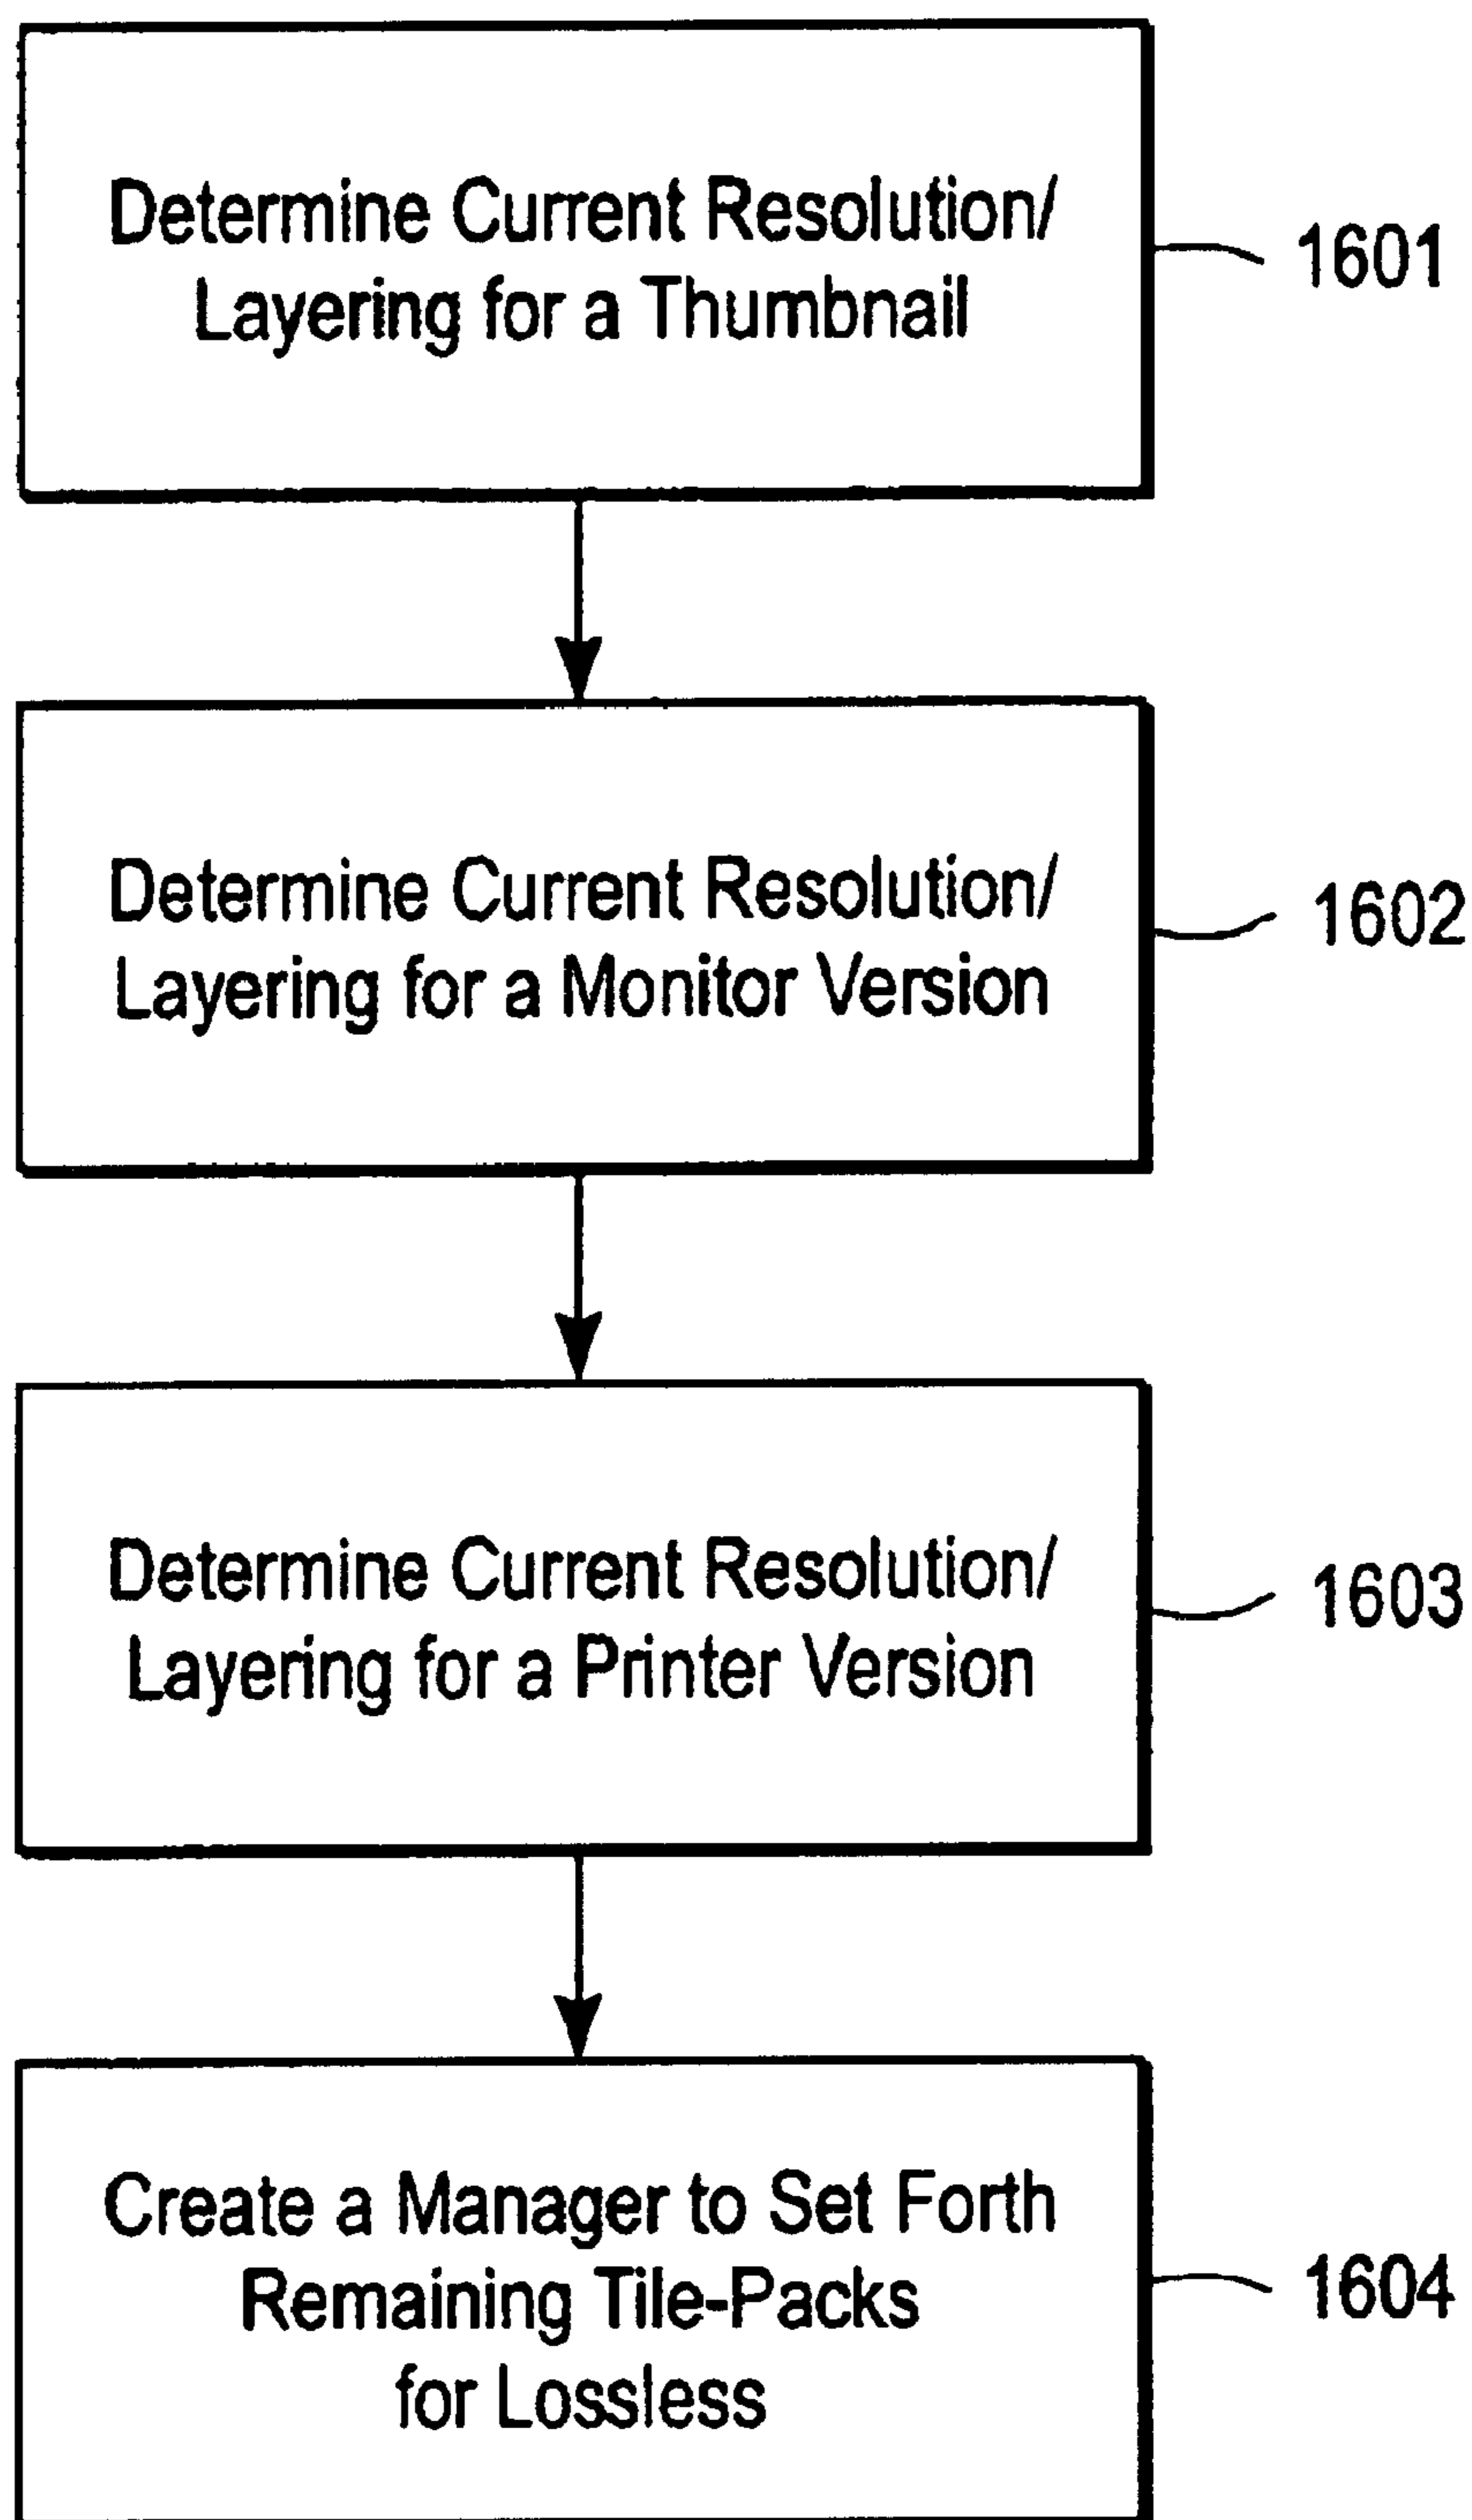 Determine Current Resolution/
Layering for a Thumbnail
1601
Determine Current Resolution/
Layering for a Monitor Version
1602
Determine Current Resolution/
Layering for a Printer Version
1603
Create a Manager to Set Forth
Remaining Tile-Packs
for Lossless
1604